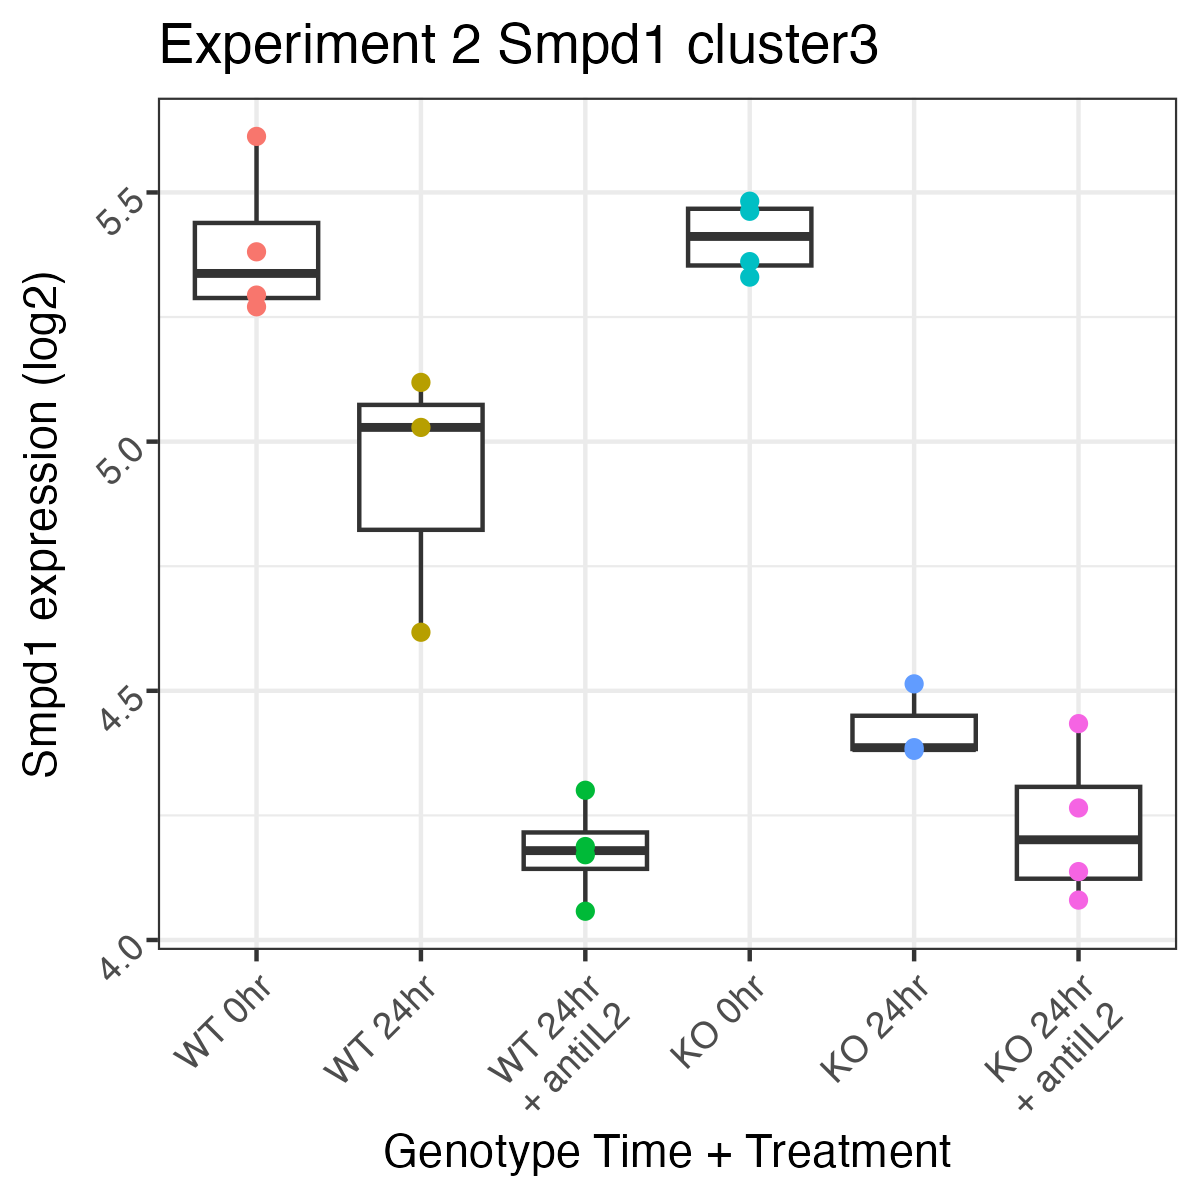 Experiment 2 Smpd1 cluster3
Smpd1 expression (log2)
5.5
5.0
4.5
4.0
WT 0hr
WT 24hr
WT 24hr
+ antiIL2
KO 0hr
KO 24hr
KO 24hr
+ antiIL2
Genotype Time + Treatment